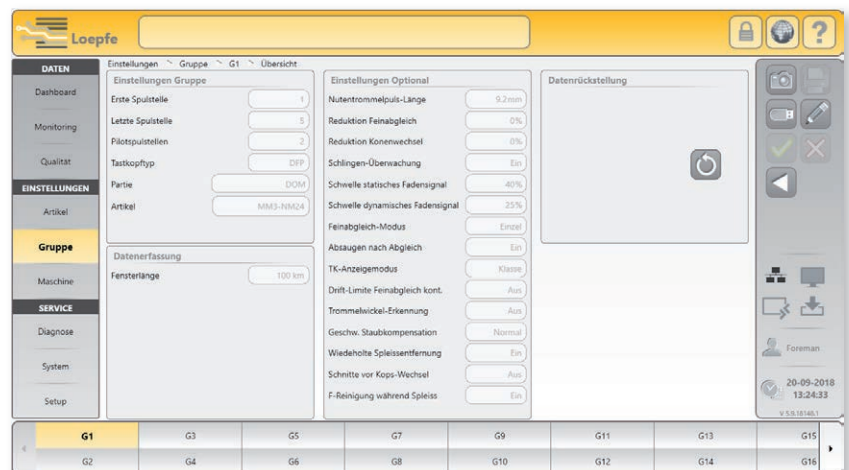 Loepfe
?
DATEN
Dashboard
Monitoring
Qualität
EINSTELLUNGEN
Artikel
Gruppe
Maschine
SERVICE
Diagnose
System
Setup
Einstellungen Gruppe G1 Übersicht
Einstellungen Gruppe
Erste Spulstelle 1
Letzte Spulstelle 5
Pilotspulstellen 2
Tastkopftyp DFP
Partie DOM
Artikel MM3-NM24
Datenerfassung
Fensterlänge 100 km
Einstellungen Optional
Nutentrommelpuls-Länge 9.2mm
Reduktion Feinabgleich 0%
Reduktion Konenwechsel 0%
Schlingen-Überwachung Ein
Schwelle statisches Fadensignal 40%
Schwelle dynamisches Fadensignal 25%
Feinabgleich-Modus Einzel
Absaugen nach Abgleich Ein
TK-Anzeigemodus Klasse
Drift-Limite Feinabgleich kont. Aus
Trommelwickel-Erkennung Aus
Geschw. Staubkompensation Normal
Wiedeholte Spleissentfernung Ein
Schnitte vor Kops-Wechsel Aus
F-Reinigung während Spleiss Ein
Datenrückstellung
Foreman
20-09-2018
13:24:33
G1 G3 G5 G7 G9 G11 G13 G15
G2 G4 G6 G8 G10 G12 G14 G16